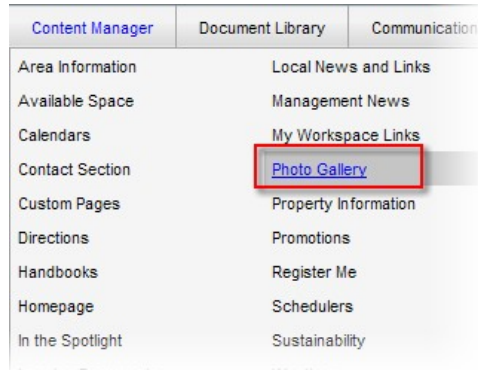 Content Manager Document Library Communication
Area Information Local News and Links
Available Space Management News
Calendars My Workspace Links
Contact Section Photo Gallery
Custom Pages Property Information
Directions Promotions
Handbooks Register Me
Homepage Schedulers
In the Spotlight Sustainability